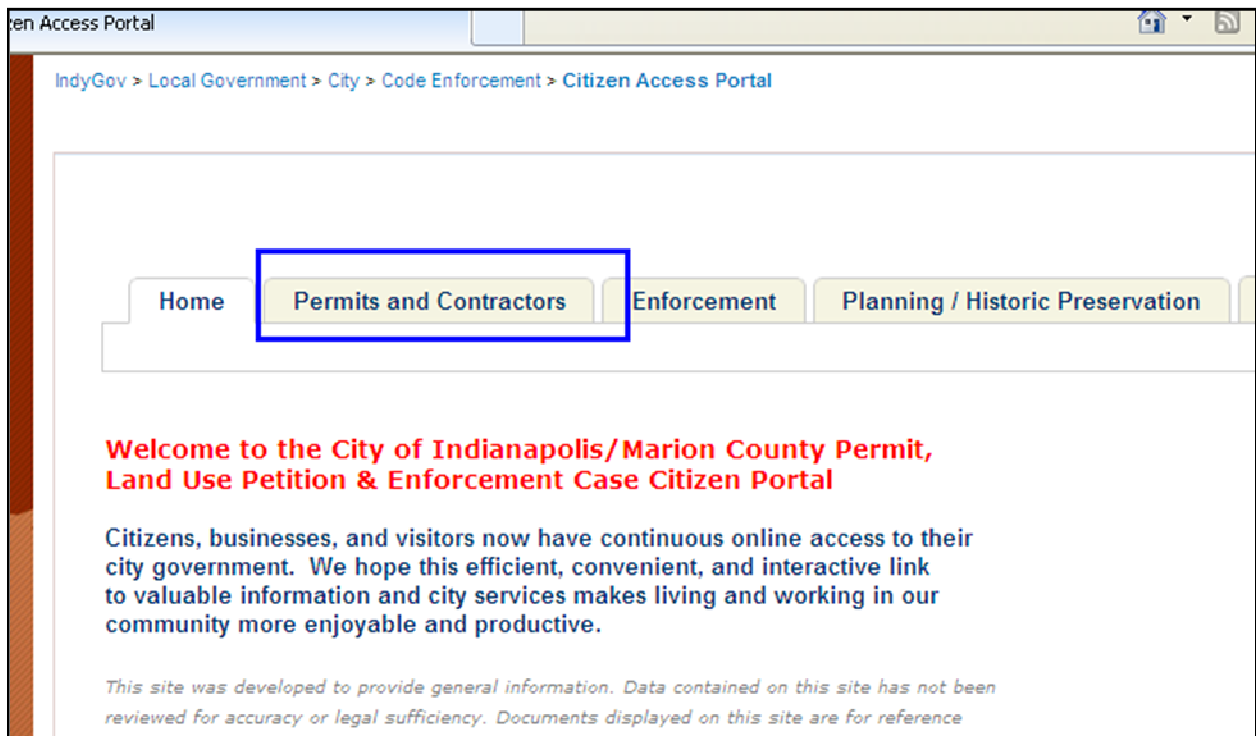 Access Portal
IndyGov > Local Government > City > Code Enforcement > Citizen Access Portal
Home Permits and Contractors Enforcement Planning / Historic Preservation
Welcome to the City of Indianapolis/Marion County Permit,
Land Use Petition & Enforcement Case Citizen Portal
Citizens, businesses, and visitors now have continuous online access to their
city government. We hope this efficient, convenient, and interactive link
to valuable information and city services makes living and working in our
community more enjoyable and productive.
This site was developed to provide general information. Data contained on this site has not been
reviewed for accuracy or legal sufficiency. Documents displayed on this site are for reference